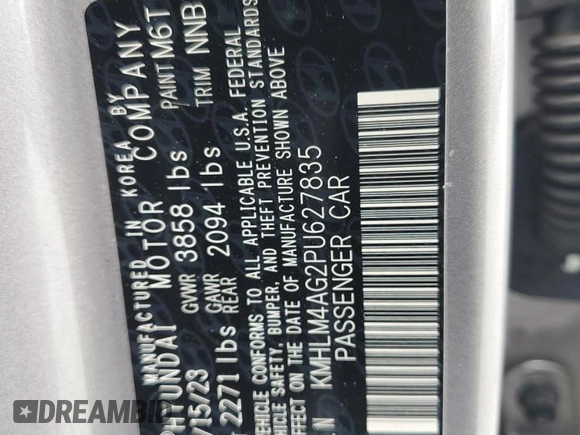 MANUFACTURED IN KOREA BY
HYUNDAI MOTOR COMPANY
/15/23 GVWR 3858 lbs PAINT M6T
2271 lbs GAWR REAR 2094 lbs TRIM NNB
VEHICLE CONFORMS TO ALL APPLICABLE U.S.A. FEDERAL
VEHICLE SAFETY, BUMPER, AND THEFT PREVENTION STANDARDS
EFFECT ON THE DATE OF MANUFACTURE SHOWN ABOVE
KMHLM4AG2PU627835
PASSENGER CAR
DREAMBID